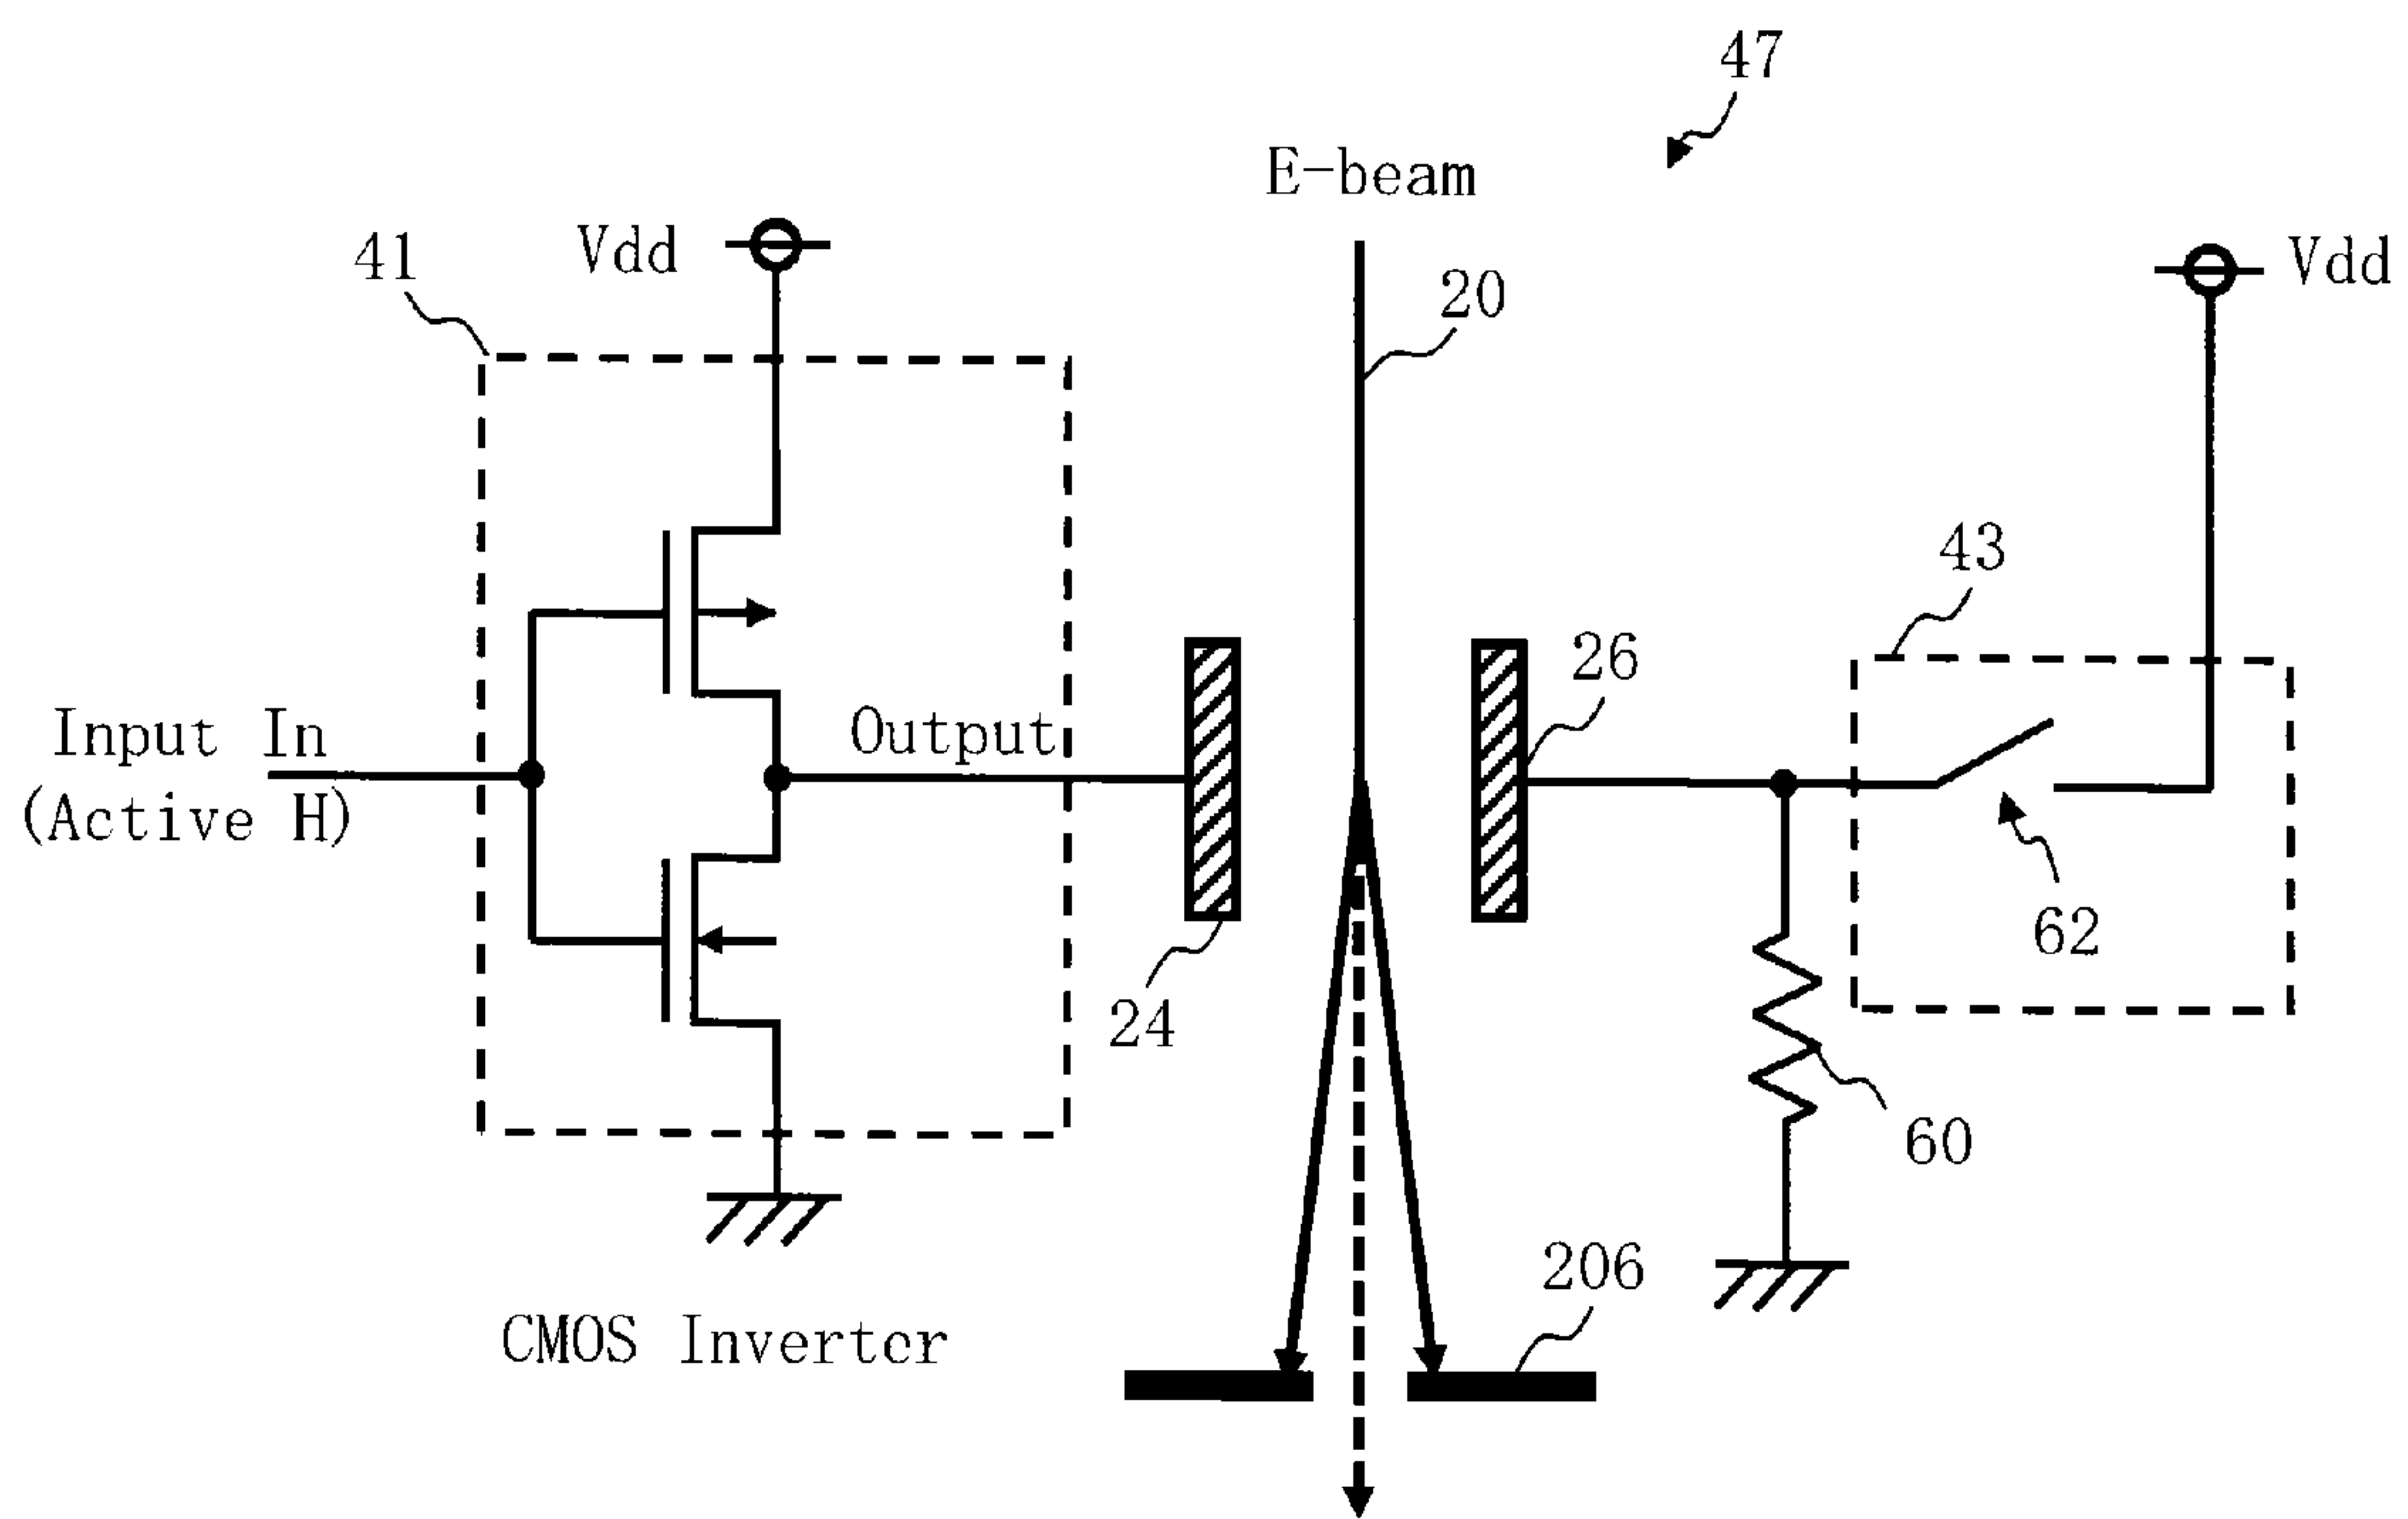 47
E-beam
41
Vdd
20
Vdd
43
26
Input In
(Active H)
Output
62
24
60
206
CMOS Inverter